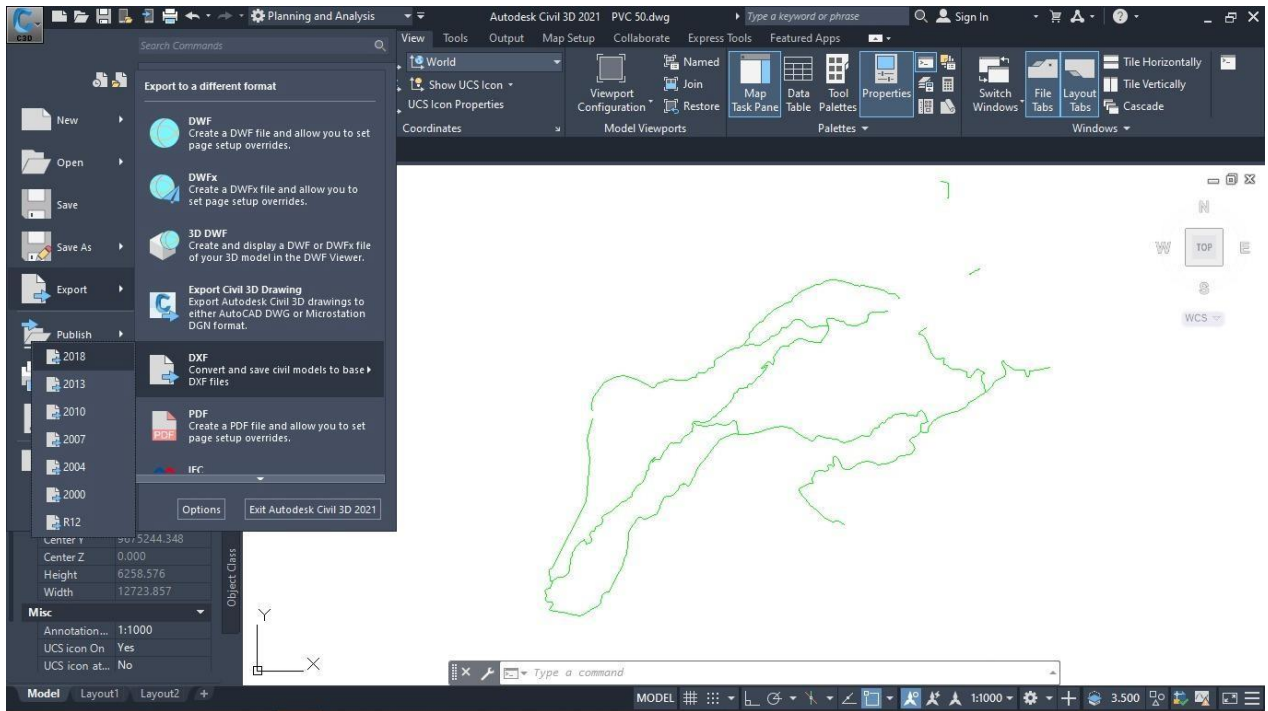 Planning and Analysis
Autodesk Civil 3D 2021 PVC 50.dwg
Type a keyword or phrase
Sign In
C3D
Search Commands
View Tools Output Map Setup Collaborate Express Tools Featured Apps
World
Show UCS Icon
UCS Icon Properties
Coordinates
Viewport
Configuration
Named
Join
Restore
Model Viewports
Map
Task Pane
Data
Table
Tool
Palettes
Properties
Palettes
Switch
Windows
File
Tabs
Layout
Tabs
Tile Horizontally
Tile Vertically
Cascade
Windows
New
Open
Save
Save As
Export
Publish
Export to a different format
DWF
Create a DWF file and allow you to set
page setup overrides.
DWFx
Create a DWFx file and allow you to
set page setup overrides.
3D DWF
Create and display a DWF or DWFx file
of your 3D model in the DWF Viewer.
Export Civil 3D Drawing
Export Autodesk Civil 3D drawings to
either AutoCAD DWG or Microstation
DGN format.
DXF
Convert and save civil models to base
DXF files
PDF
Create a PDF file and allow you to set
page setup overrides.
IFC
Options
Exit Autodesk Civil 3D 2021
2018
2013
2010
2007
2004
2000
R12
N
W TOP E
S
WCS
Center Y
Center Z 0.000
Height 6258.576
Width 12723.857
Misc
Annotation... 1:1000
UCS icon On Yes
UCS icon at... No
Object Class
Y
X
Type a command
Model Layout1 Layout2 +
MODEL
1:1000
3.500